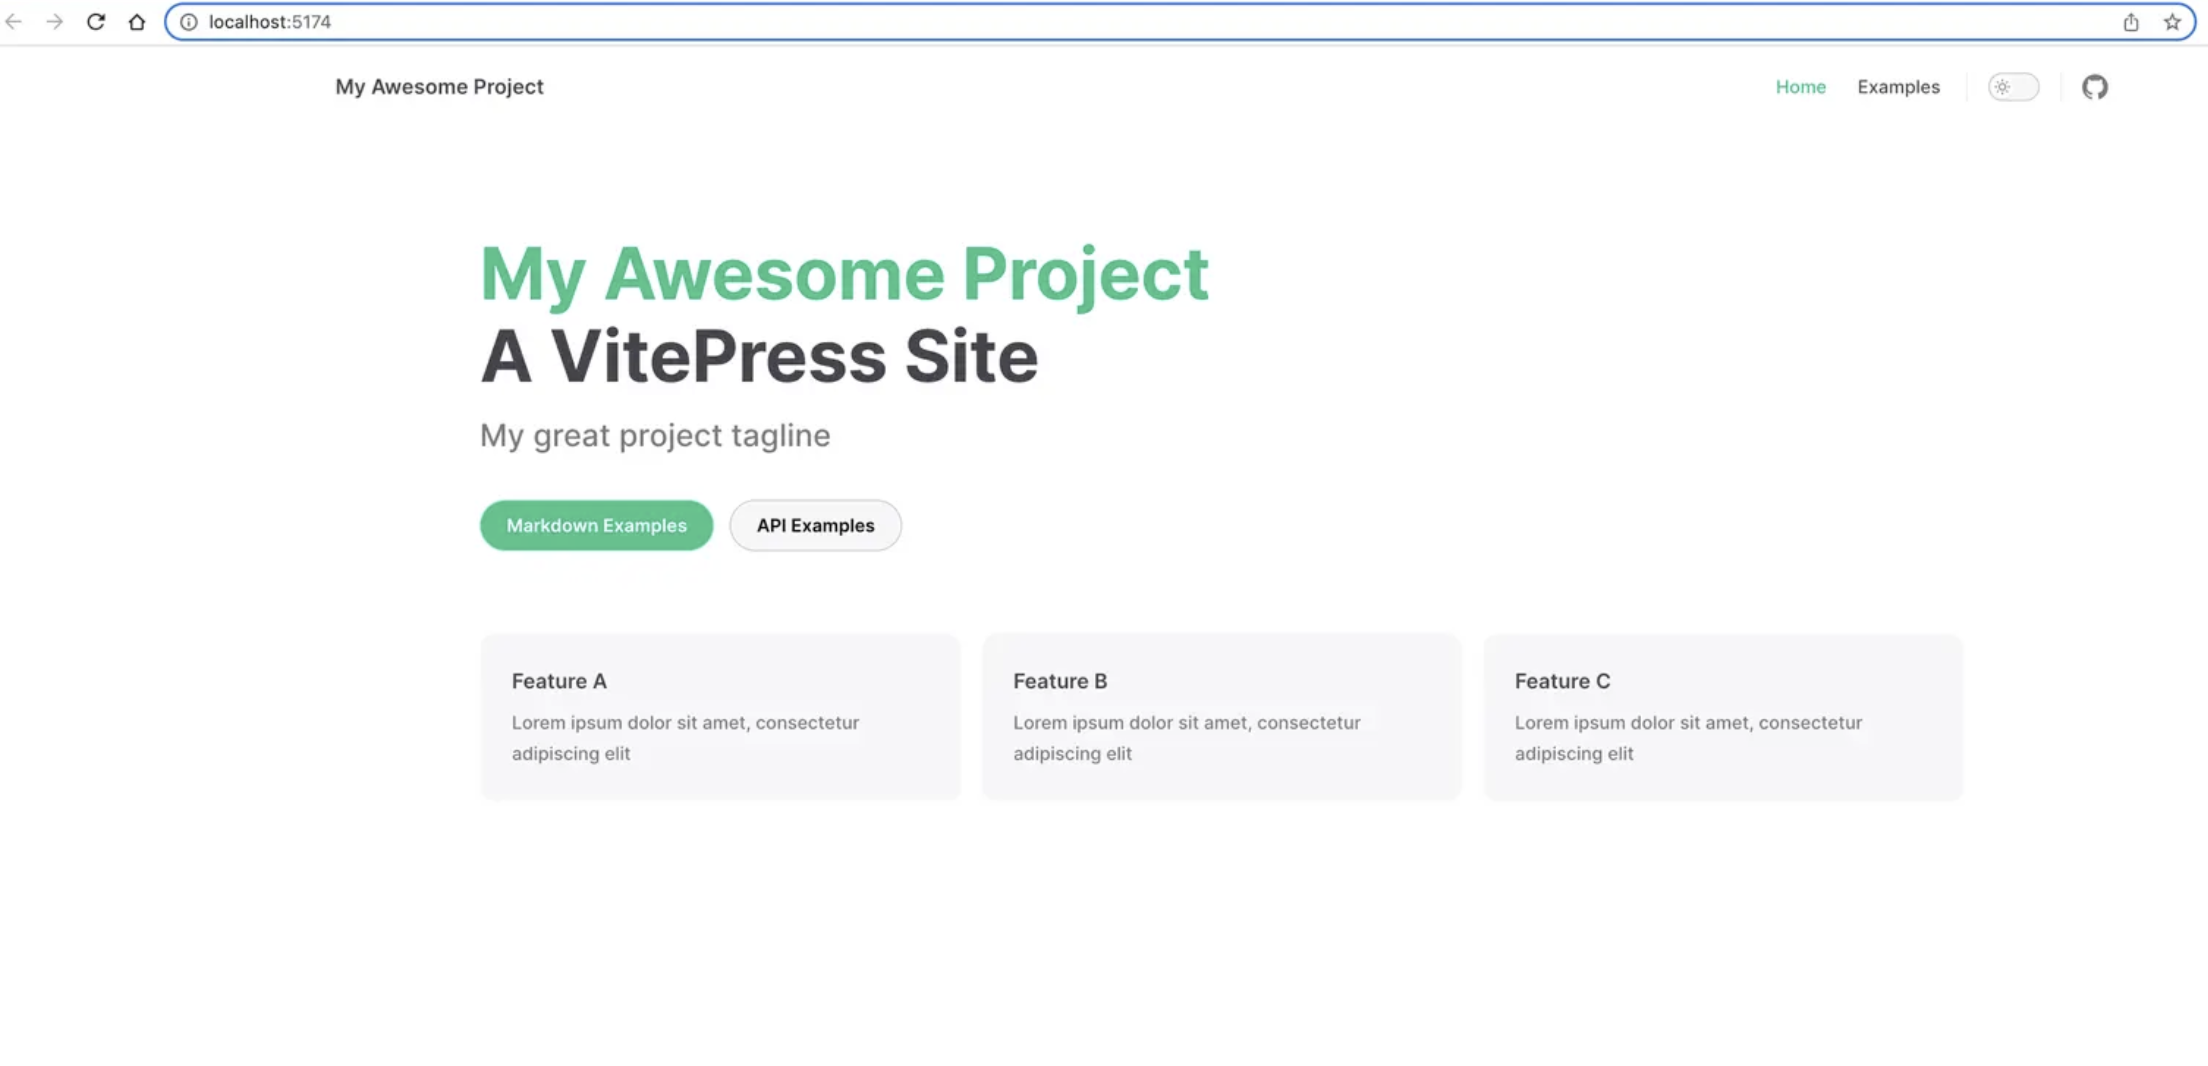 localhost:5174
My Awesome Project
Home Examples
My Awesome Project
A VitePress Site
My great project tagline
Markdown Examples API Examples
Feature A
Lorem ipsum dolor sit amet, consectetur
adipiscing elit
Feature B
Lorem ipsum dolor sit amet, consectetur
adipiscing elit
Feature C
Lorem ipsum dolor sit amet, consectetur
adipiscing elit